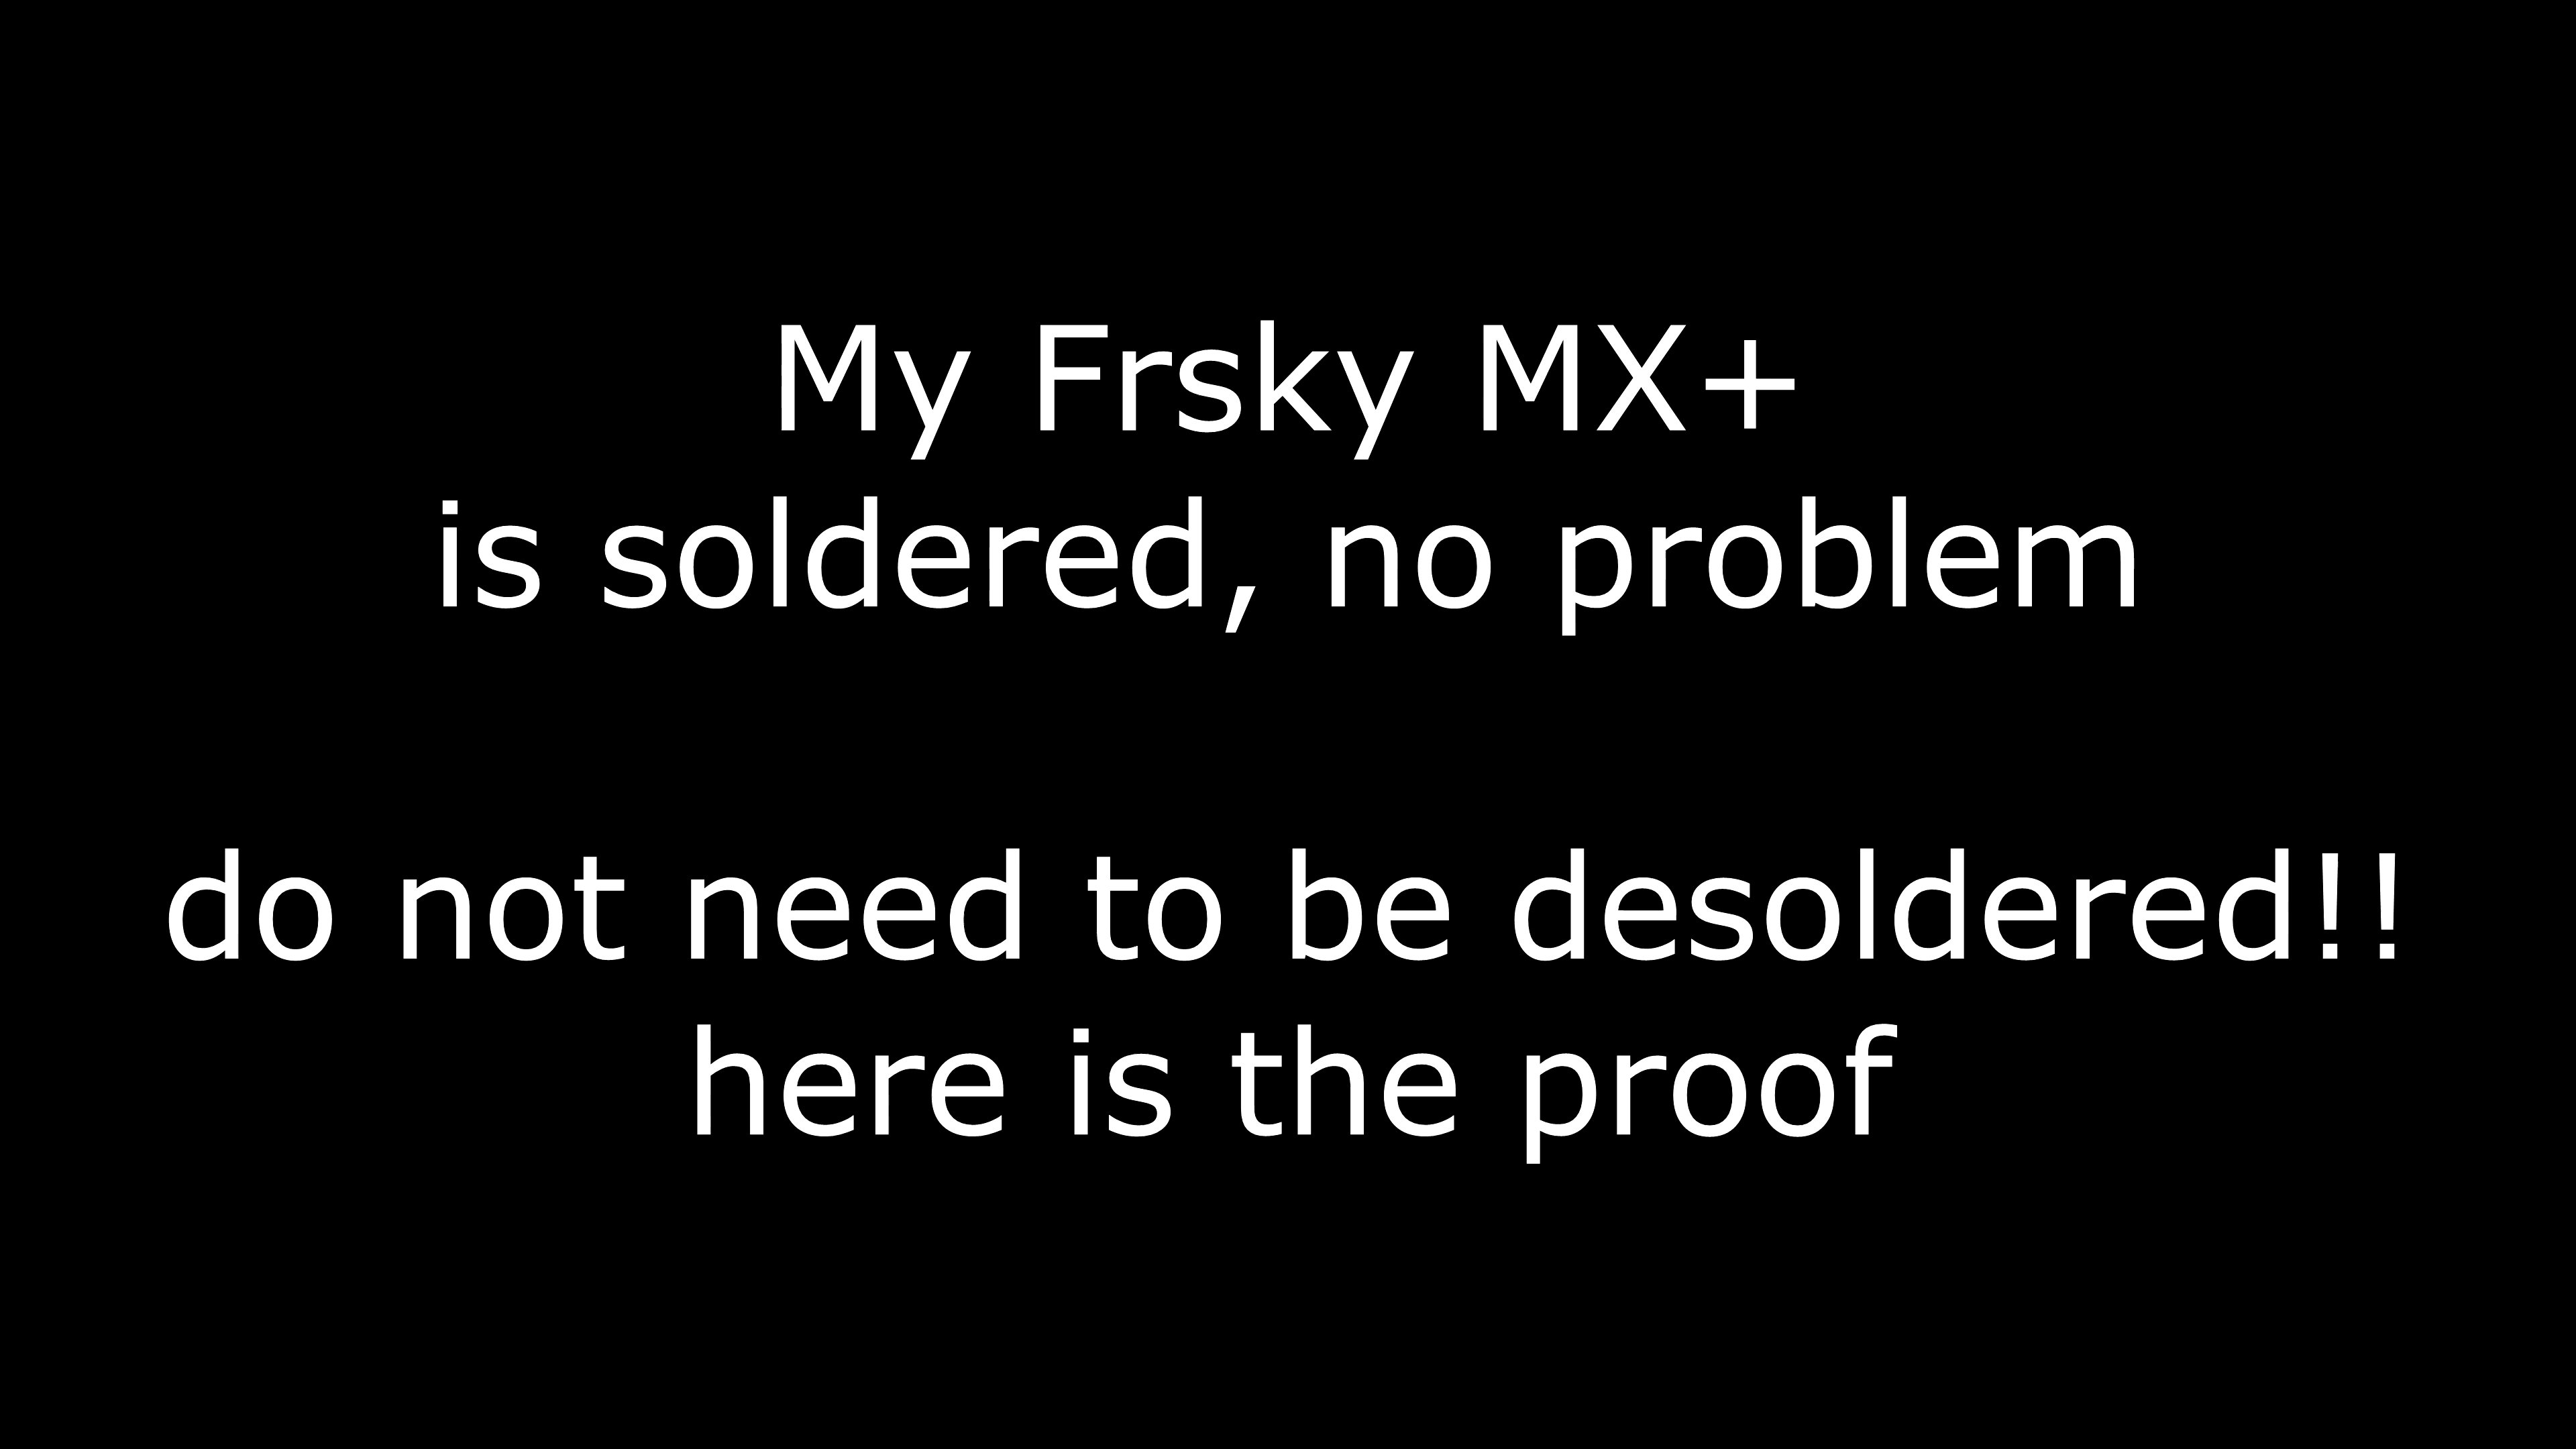 My Frsky MX+
is soldered, no problem
do not need to be desoldered!!
here is the proof